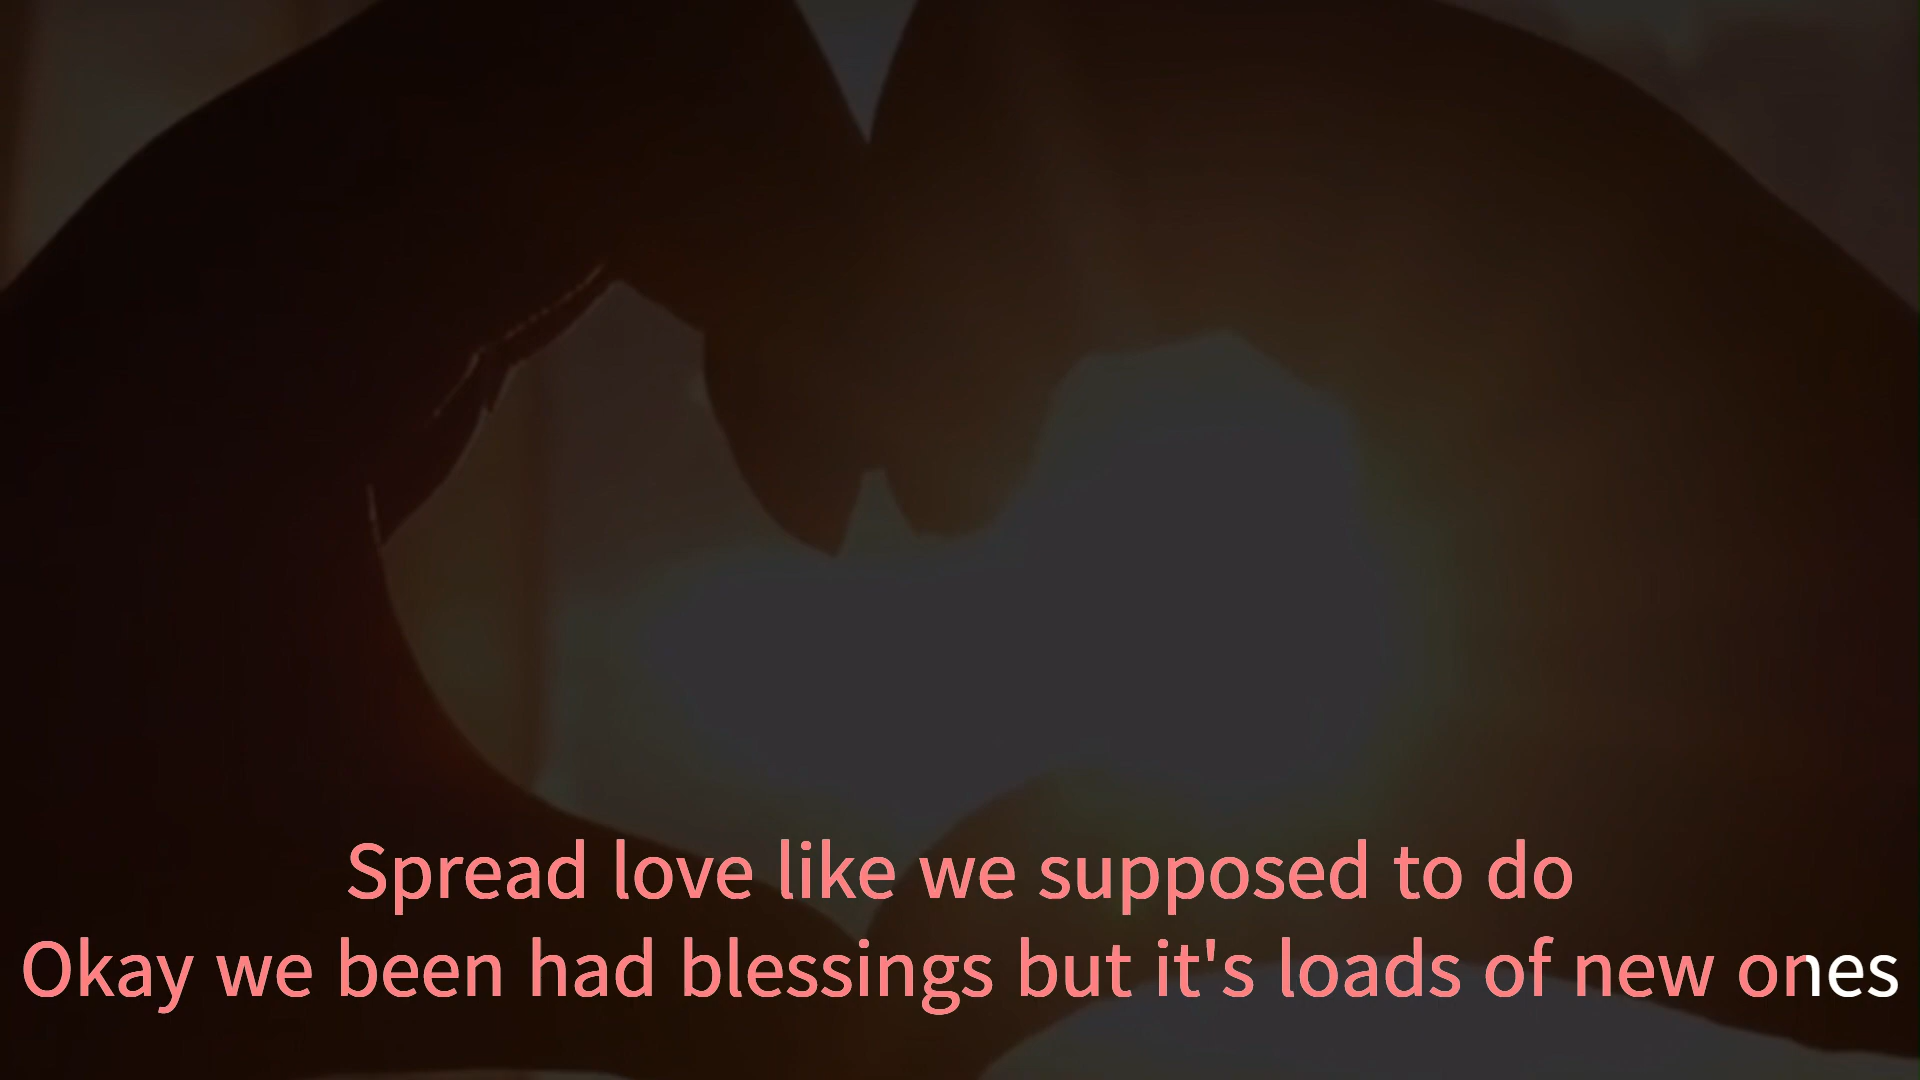 Spread love like we supposed to do
Okay we been had blessings but it's loads of new ones